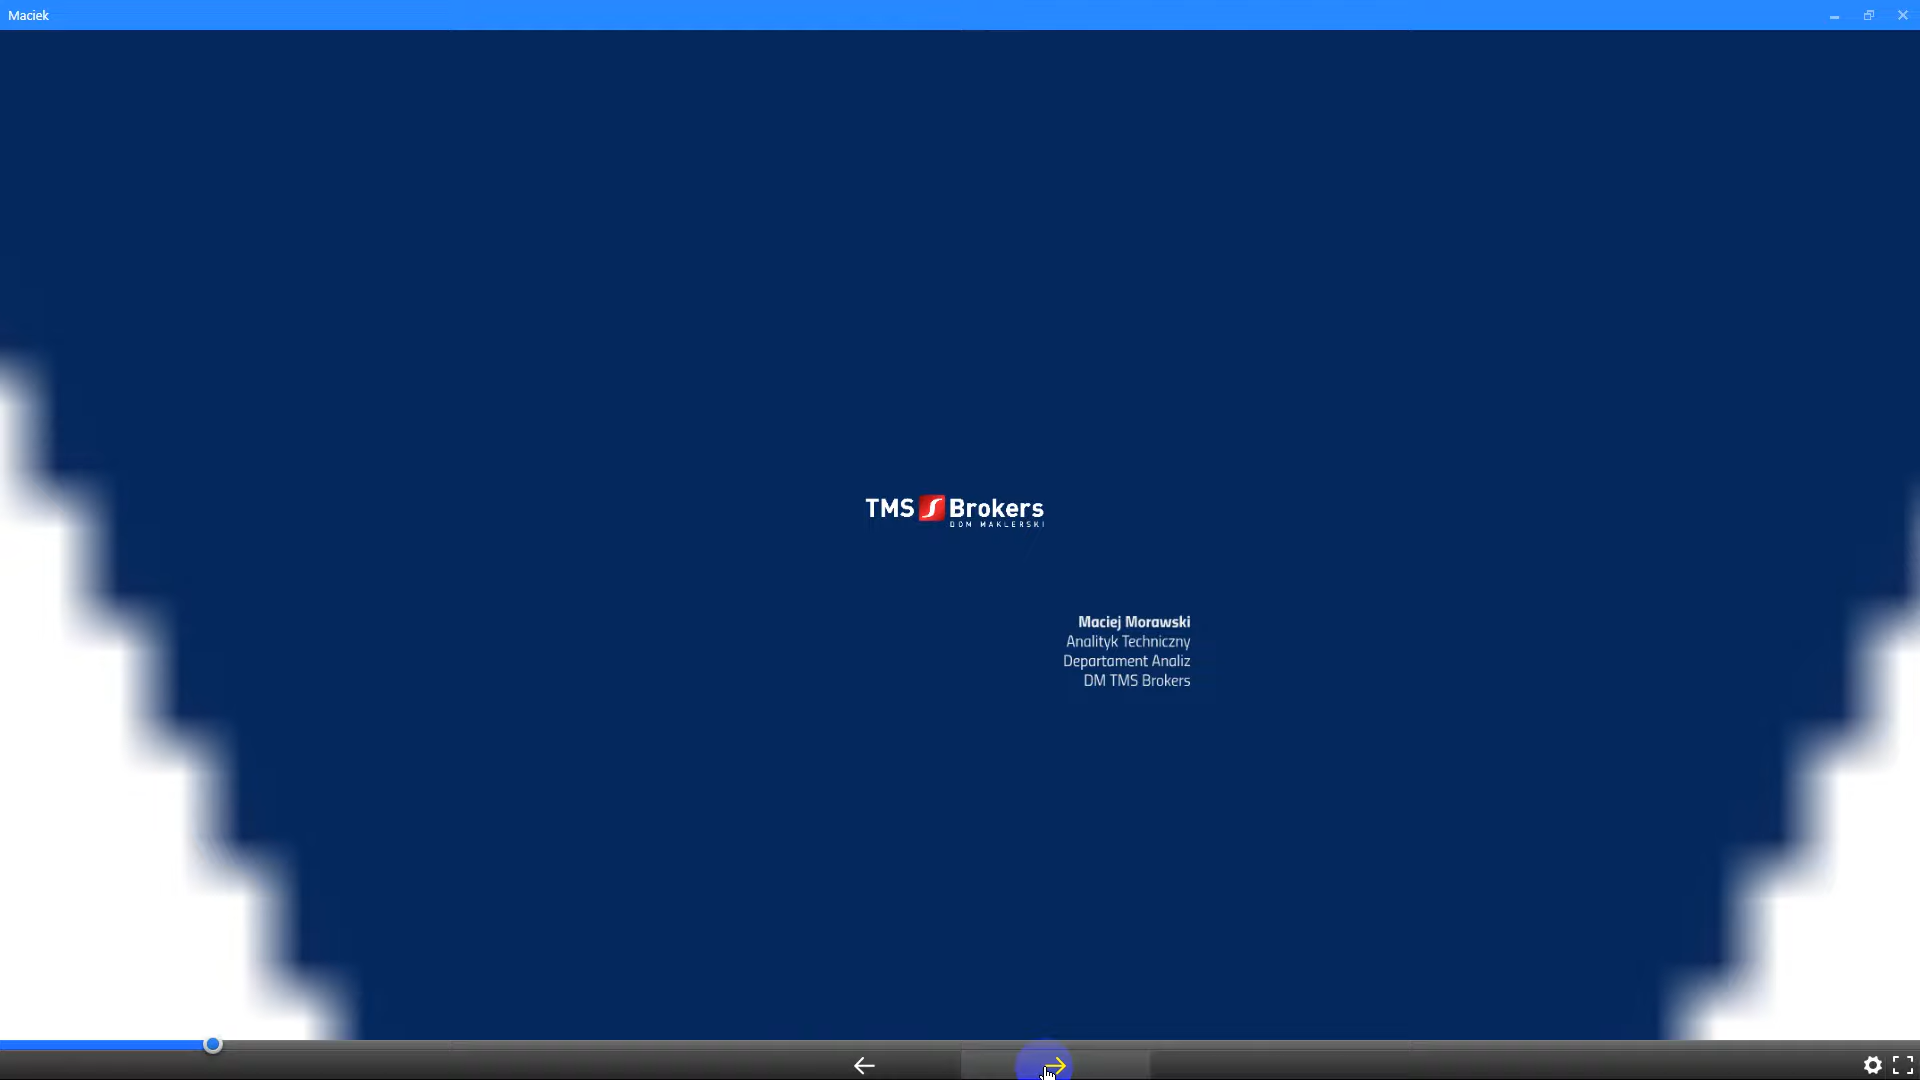 Maciek
TMS Brokers
DOM MAKLERSKI
Maciej Morawski
Analityk Techniczny
Departament Analiz
DM TMS Brokers